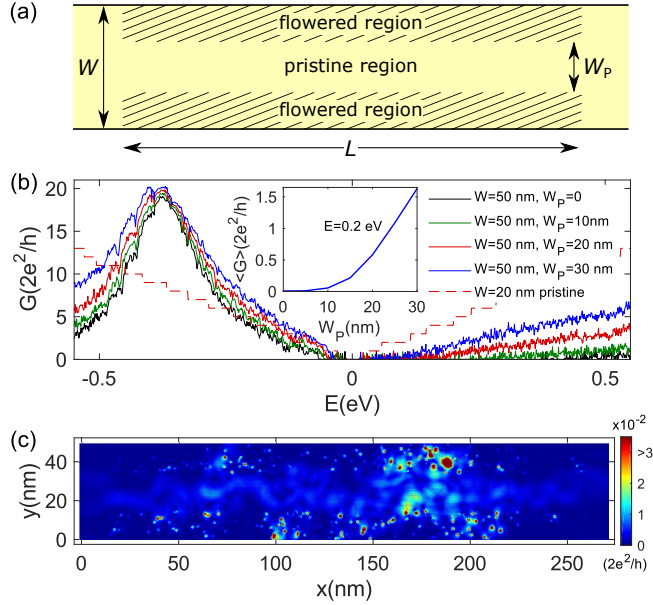 (a)
flowered region
W
pristine region
W_P
flowered region
L
(b)
20
15
10
5
0
G(2e²/h)
-0.5
0
0.5
E(eV)
<G>(2e²/h)
1.5
1
0.5
0
E=0.2 eV
0
10
20
30
W_P(nm)
W=50 nm, W_P=0
W=50 nm, W_P=10nm
W=50 nm, W_P=20 nm
W=50 nm, W_P=30 nm
W=20 nm pristine
(c)
40
20
0
y(nm)
0
50
100
150
200
250
x(nm)
x10⁻²
>3
2
1
0
(2e²/h)